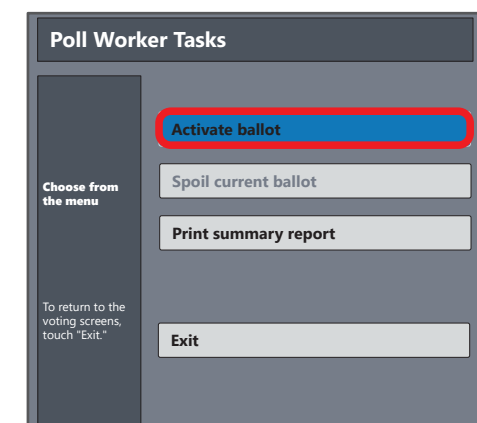 Poll Worker Tasks
Activate ballot
Choose from
the menu
Spoil current ballot
Print summary report
To return to the
voting screens,
touch "Exit."
Exit